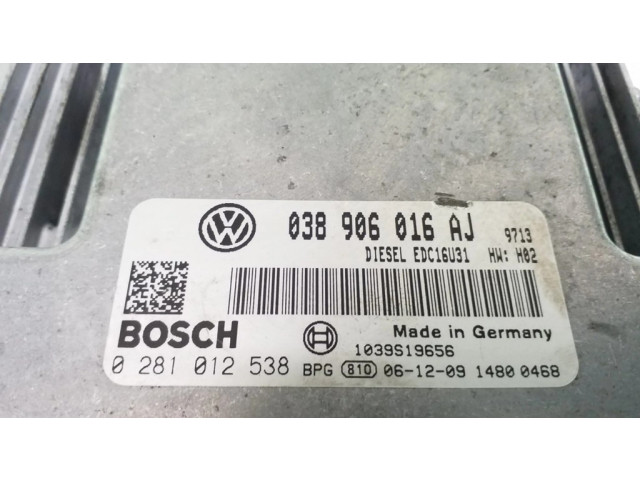 038 906 016 AJ 9713
DIESEL EDC16U31 HW: H02
BOSCH Made in Germany
1039S19656
0 281 012 538 BPG 810 06-12-09 1480 0468